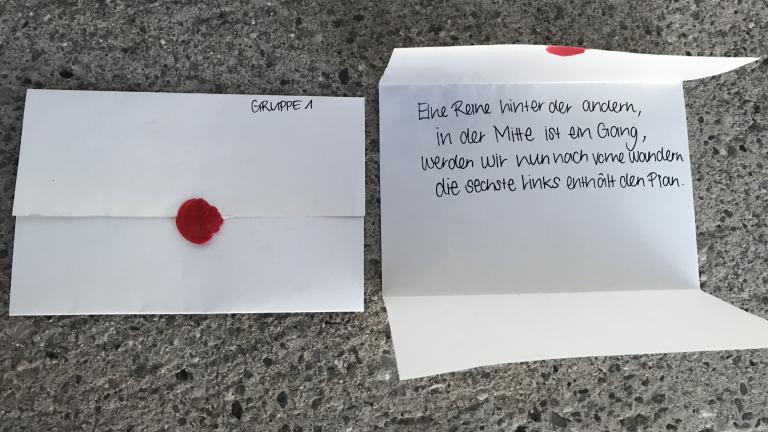 GRUPPE 1
Eine Reihe hinter der andern,
in der Mitte ist ein Gang,
werden wir nun nach vorne wandern
die sechste links enthält den Plan.